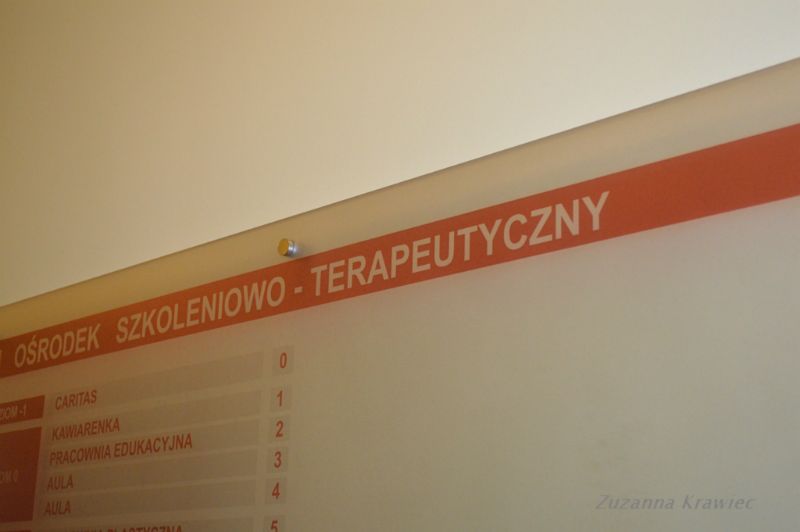 OŚRODEK SZKOLENIOWO - TERAPEUTYCZNY
0
CARITAS 1
KAWIARENKA 2
PRACOWNIA EDUKACYJNA 3
AULA 4
AULA 5
Zuzanna Krawiec